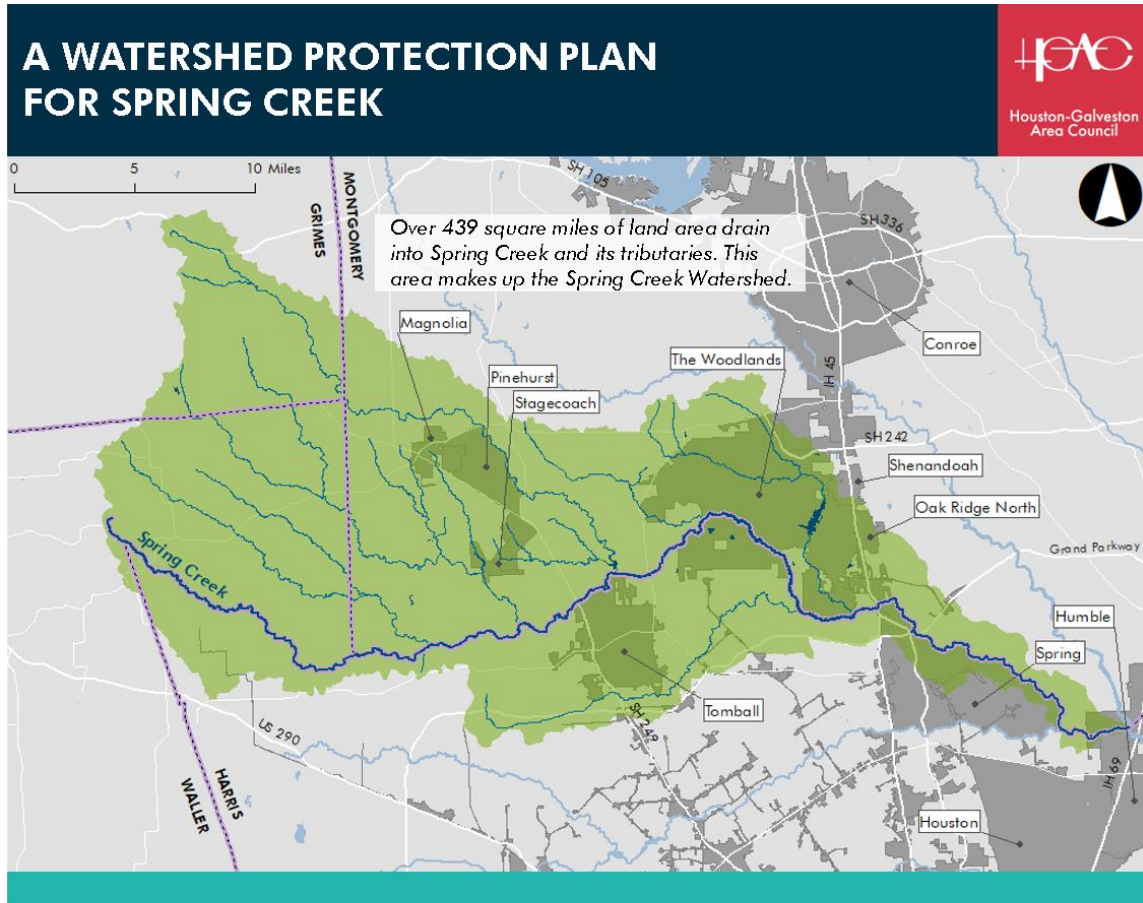 A WATERSHED PROTECTION PLAN
FOR SPRING CREEK
HGAC
Houston-Galveston
Area Council
0 5 10 Miles
SH 105
MONTGOMERY
GRIMES
Over 439 square miles of land area drain
into Spring Creek and its tributaries. This
area makes up the Spring Creek Watershed.
SH 336
Magnolia
Conroe
The Woodlands
IH 45
Pinehurst
Stagecoach
SH 242
Shenandoah
Oak Ridge North
Spring Creek
Grand Parkway
Humble
Spring
Tomball
SH 249
US 290
HARRIS
WALLER
IH 69
Houston